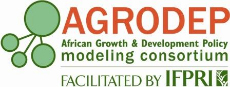 AGRODEP
African Growth & Development Policy
modeling consortium
FACILITATED BY IFPRI